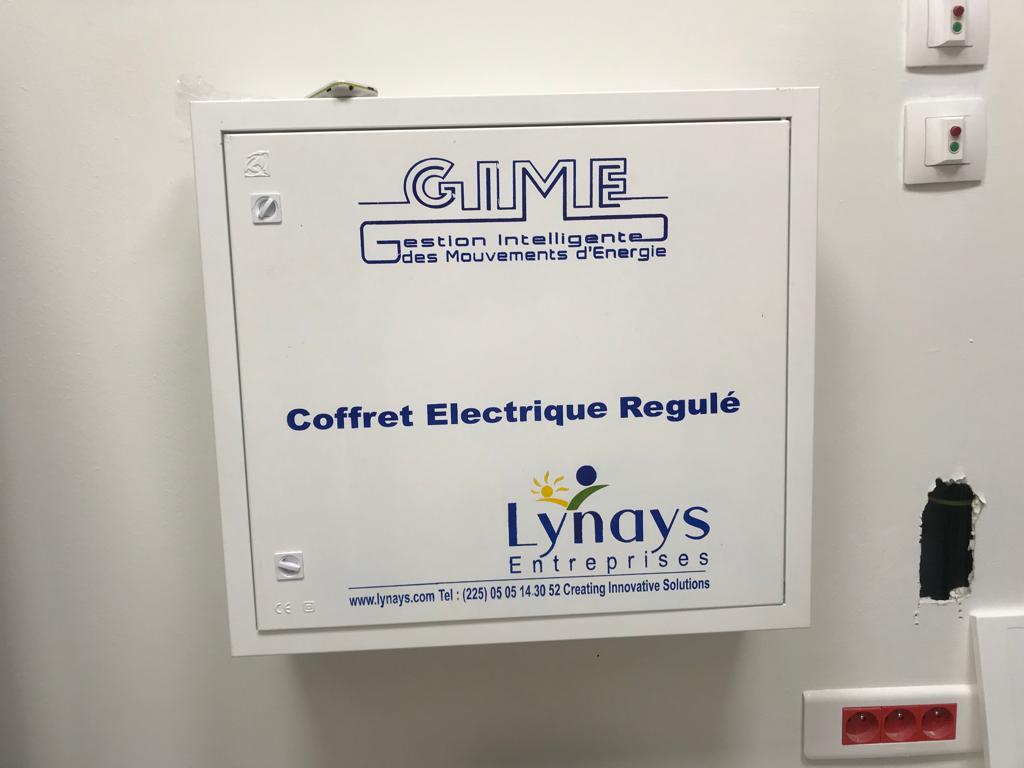 GIME
Gestion Intelligente
des Mouvements d'Energie
Coffret Electrique Regulé
Lynays
Entreprises
www.lynays.com Tel : (225) 05 05 14 30 52 Creating Innovative Solutions
CE